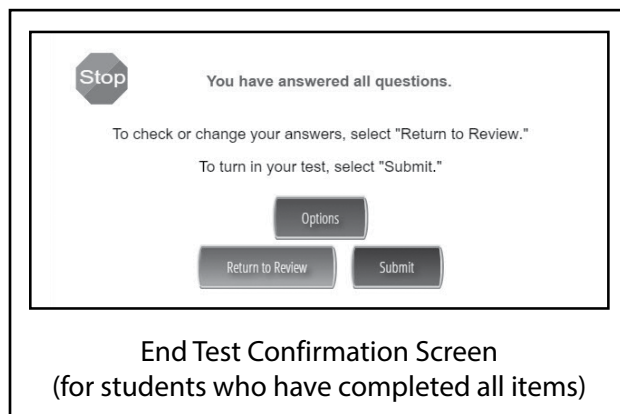 Stop
You have answered all questions.
To check or change your answers, select "Return to Review."
To turn in your test, select "Submit."
Options
Return to Review
Submit
End Test Confirmation Screen
(for students who have completed all items)